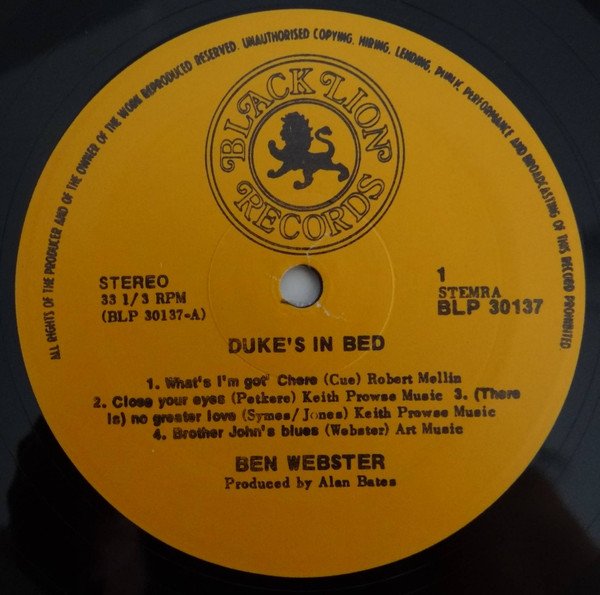 ALL RIGHTS OF THE PRODUCER AND OF THE OWNER OF THE WORK REPRODUCED RESERVED. UNAUTHORISED COPYING, HIRING, LENDING, PUBLIC PERFORMANCE AND BROADCASTING OF THIS RECORD PROHIBITED
BLACK LION
RECORDS
STEREO
33 1/3 RPM
(BLP 30137-A)
1
STEMRA
BLP 30137
DUKE'S IN BED
1. What's I'm got' Chere (Cue) Robert Mellin
2. Close your eyes (Petkere) Keith Prowse Music 3. (There
is) no greater love (Symes/Jones) Keith Prowse Music
4. Brother John's blues (Webster) Art Music
BEN WEBSTER
Produced by Alan Bates